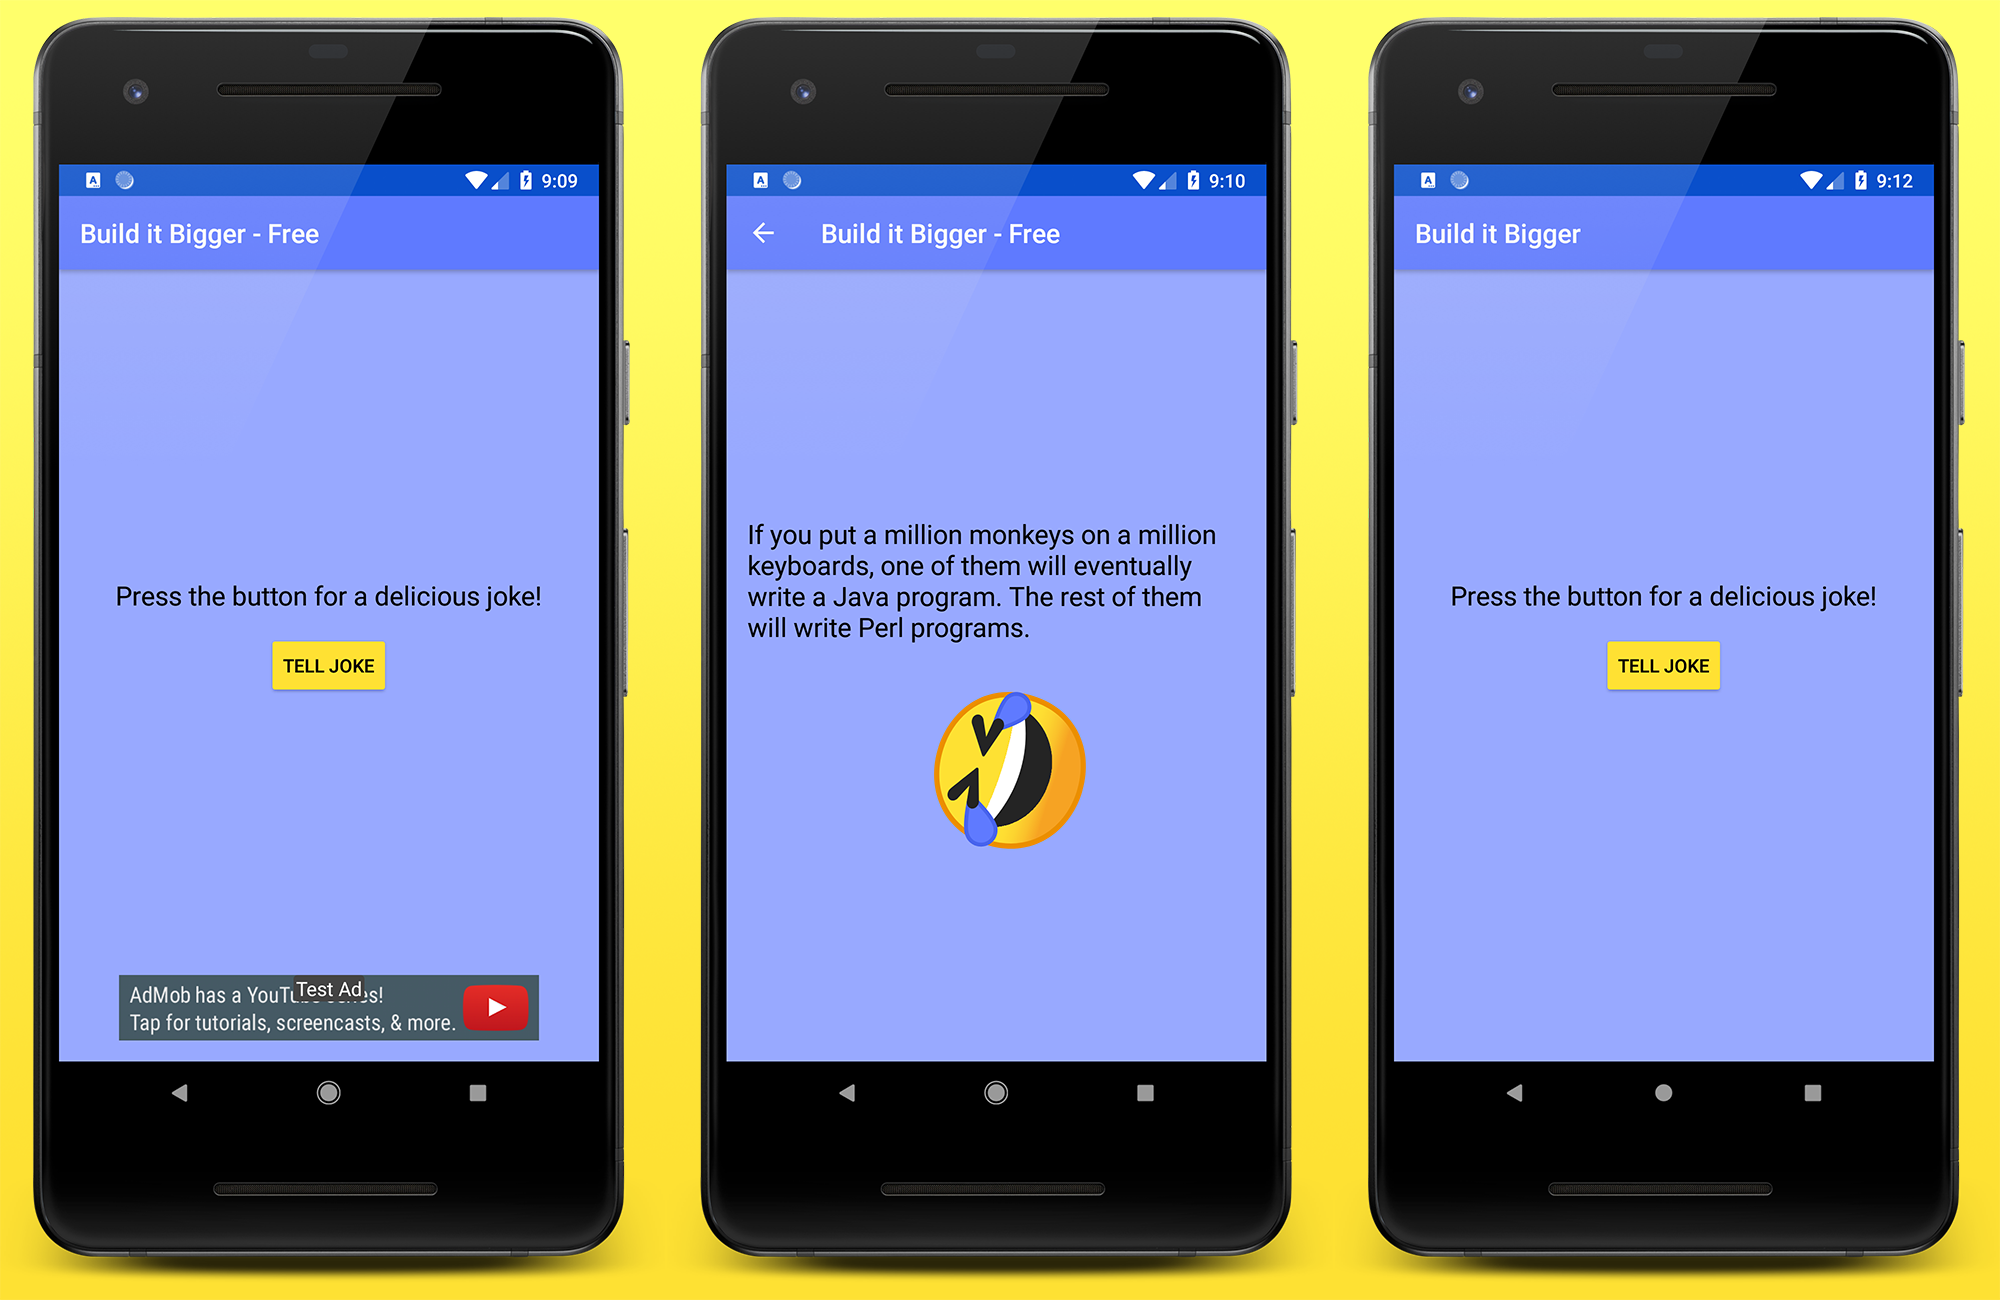 9:09
Build it Bigger - Free
Press the button for a delicious joke!
TELL JOKE
Test Ad
AdMob has a YouTube series!
Tap for tutorials, screencasts, & more.
9:10
Build it Bigger - Free
If you put a million monkeys on a million
keyboards, one of them will eventually
write a Java program. The rest of them
will write Perl programs.
9:12
Build it Bigger
Press the button for a delicious joke!
TELL JOKE